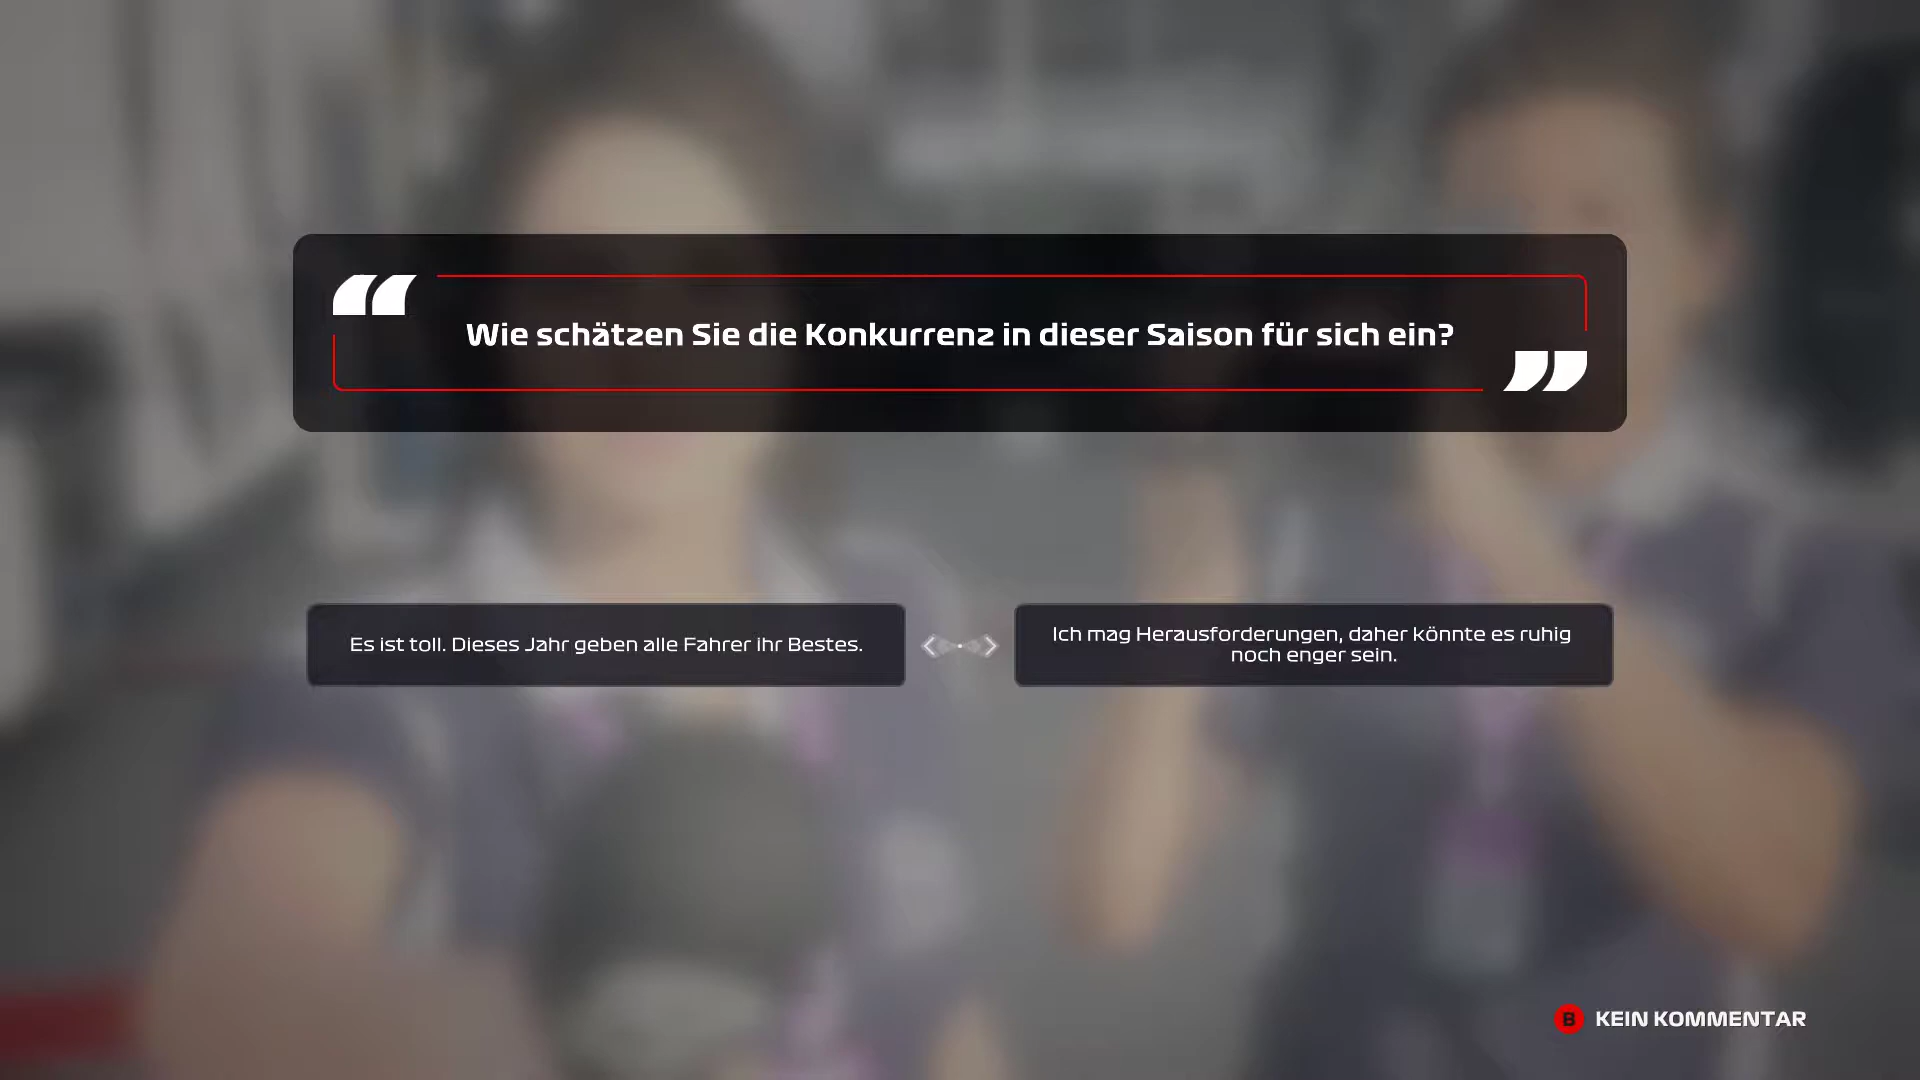 Wie schätzen Sie die Konkurrenz in dieser Saison für sich ein?
Es ist toll. Dieses Jahr geben alle Fahrer ihr Bestes.
Ich mag Herausforderungen, daher könnte es ruhig
noch enger sein.
B KEIN KOMMENTAR